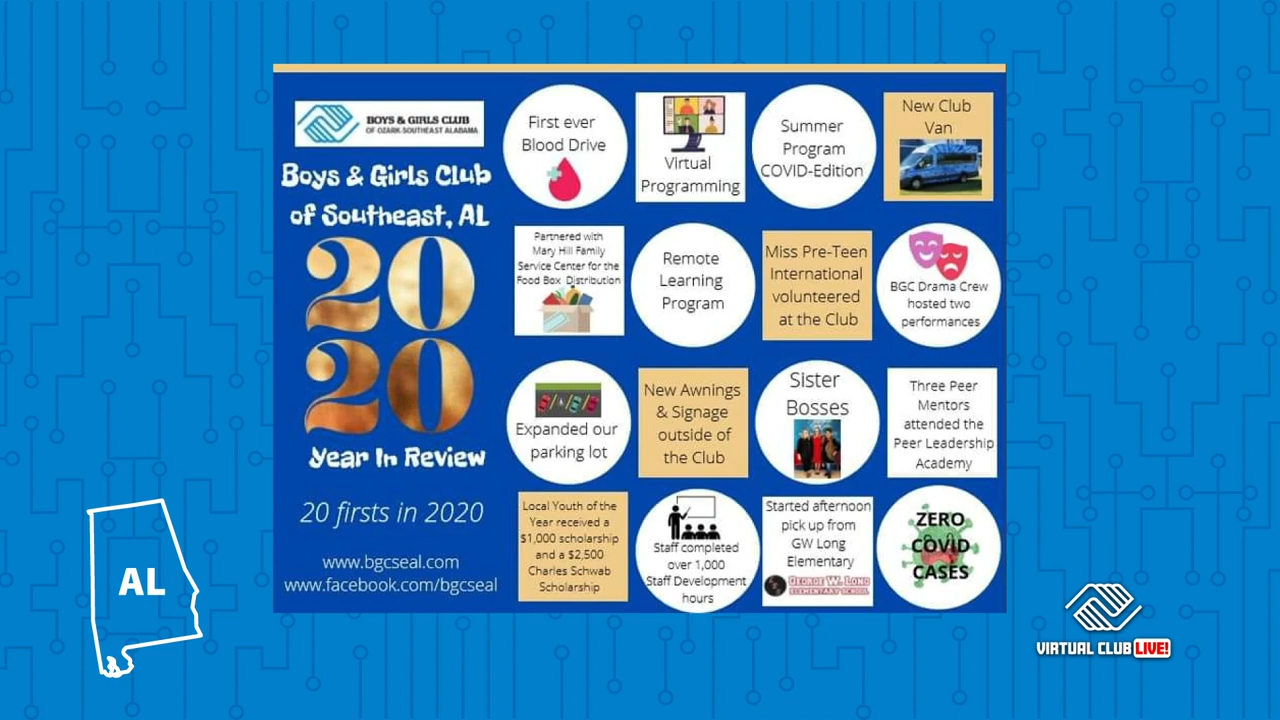 BOYS & GIRLS CLUB
OF OZARK-SOUTHEAST ALABAMA
Boys & Girls Club
of Southeast, AL
20
20
Year In Review
20 firsts in 2020
www.bgcseal.com
www.facebook.com/bgcseal
First ever
Blood Drive
Virtual
Programming
Summer
Program
COVID-Edition
New Club
Van
Partnered with
Mary Hill Family
Service Center for the
Food Box Distribution
Remote
Learning
Program
Miss Pre-Teen
International
volunteered
at the Club
BGC Drama Crew
hosted two
performances
Expanded our
parking lot
New Awnings
& Signage
outside of
the Club
Sister
Bosses
Three Peer
Mentors
attended the
Peer Leadership
Academy
Local Youth of the
Year received a
$1,000 scholarship
and a $2,500
Charles Schwab
Scholarship
Staff completed
over 1,000
Staff Development
hours
Started afternoon
pick up from
GW Long
Elementary
GEORGE W. LONG
ELEMENTARY SCHOOL
ZERO
COVID
CASES
AL
VIRTUAL CLUB LIVE!